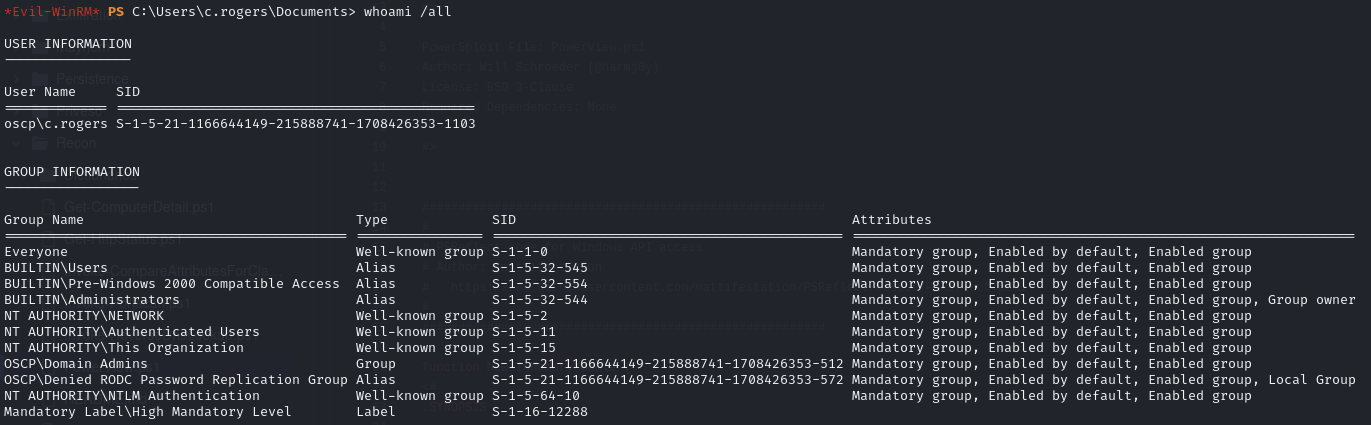 *Evil-WinRM* PS C:\Users\c.rogers\Documents> whoami /all
USER INFORMATION
----------------
User Name     SID
============= =============================================
oscp\c.rogers S-1-5-21-1166644149-215888741-1708426353-1103
GROUP INFORMATION
-----------------
Group Name                                  Type             SID                                          Attributes
=========================================== ================ ============================================ ===============================================================
Everyone                                    Well-known group S-1-1-0                                      Mandatory group, Enabled by default, Enabled group
BUILTIN\Users                               Alias            S-1-5-32-545                                 Mandatory group, Enabled by default, Enabled group
BUILTIN\Pre-Windows 2000 Compatible Access  Alias            S-1-5-32-554                                 Mandatory group, Enabled by default, Enabled group
BUILTIN\Administrators                      Alias            S-1-5-32-544                                 Mandatory group, Enabled by default, Enabled group, Group owner
NT AUTHORITY\NETWORK                        Well-known group S-1-5-2                                      Mandatory group, Enabled by default, Enabled group
NT AUTHORITY\Authenticated Users            Well-known group S-1-5-11                                     Mandatory group, Enabled by default, Enabled group
NT AUTHORITY\This Organization              Well-known group S-1-5-15                                     Mandatory group, Enabled by default, Enabled group
OSCP\Domain Admins                          Group            S-1-5-21-1166644149-215888741-1708426353-512 Mandatory group, Enabled by default, Enabled group
OSCP\Denied RODC Password Replication Group Alias            S-1-5-21-1166644149-215888741-1708426353-572 Mandatory group, Enabled by default, Enabled group, Local Group
NT AUTHORITY\NTLM Authentication            Well-known group S-1-5-64-10                                  Mandatory group, Enabled by default, Enabled group
Mandatory Label\High Mandatory Level        Label            S-1-16-12288